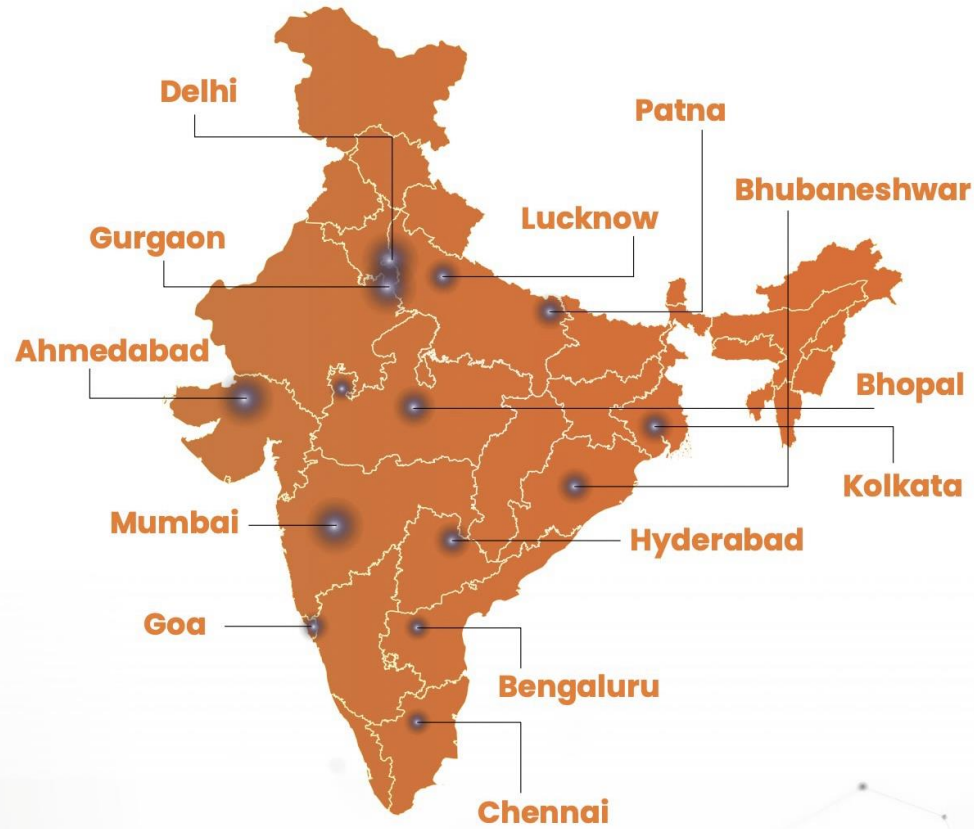 Delhi
Patna
Bhubaneshwar
Lucknow
Gurgaon
Ahmedabad
Bhopal
Kolkata
Mumbai
Hyderabad
Goa
Bengaluru
Chennai